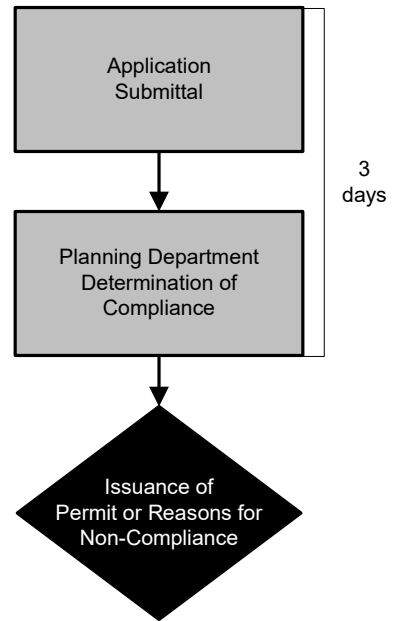 Application
Submittal
3
days
Planning Department
Determination of
Compliance
Issuance of
Permit or Reasons for
Non-Compliance